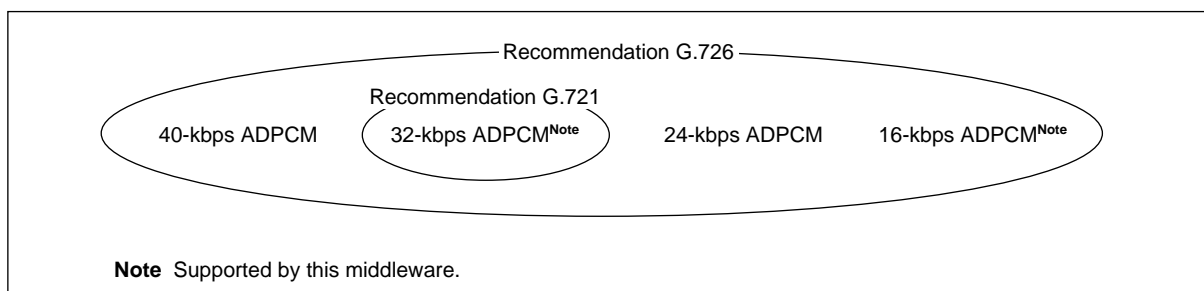 Recommendation G.726
Recommendation G.721
40-kbps ADPCM 32-kbps ADPCMNote 24-kbps ADPCM 16-kbps ADPCMNote
Note Supported by this middleware.